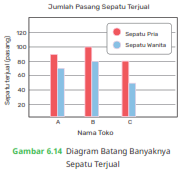 Jumlah Pasang Sepatu Terjual
Sepatu terjual (pasang)
120
100
80
60
40
20
Sepatu Pria
Sepatu Wanita
A B C
Nama Toko
Gambar 6.14 Diagram Batang Banyaknya
Sepatu Terjual